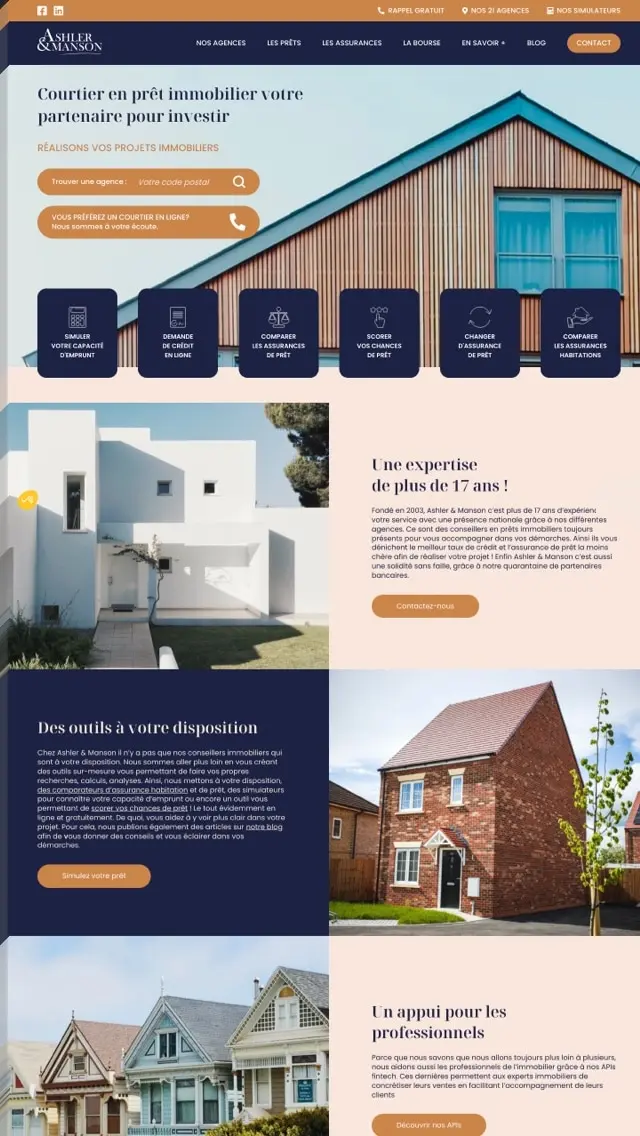 RAPPEL GRATUIT
NOS 21 AGENCES
NOS SIMULATEURS
ASHLER
&MANSON
NOS AGENCES
LES PRÊTS
LES ASSURANCES
LA BOURSE
EN SAVOIR +
BLOG
CONTACT
Courtier en prêt immobilier votre
partenaire pour investir
RÉALISONS VOS PROJETS IMMOBILIERS
Trouver une agence : Votre code postal
VOUS PRÉFÉREZ UN COURTIER EN LIGNE?
Nous sommes à votre écoute.
SIMULER
VOTRE CAPACITÉ
D'EMPRUNT
DEMANDE
DE CRÉDIT
EN LIGNE
COMPARER
LES ASSURANCES
DE PRÊT
SCORER
VOS CHANCES
DE PRÊT
CHANGER
D'ASSURANCE
DE PRÊT
COMPARER
LES ASSURANCES
HABITATIONS
Une expertise
de plus de 17 ans !
Fondé en 2003, Ashler & Manson c'est plus de 17 ans d'expérien
votre service avec une présence nationale grâce à nos différentes
agences. Ce sont des conseillers en prêts immobiliers toujours
présents pour vous accompagner dans vos démarches. Ainsi ils vous
dénichent le meilleur taux de crédit et l'assurance de prêt la moins
chère afin de réaliser votre projet ! Enfin Ashler & Manson c'est aussi
une solidité sans faille, grâce à notre quarantaine de partenaires
bancaires.
Contactez-nous
Des outils à votre disposition
Chez Ashler & Manson il n'y a pas que nos conseillers immobiliers qui
sont à votre disposition. Nous sommes aller plus loin en vous créant
des outils sur-mesure vous permettant de faire vos propres
recherches, calculs, analyses. Ainsi, nous mettons à votre disposition,
des comparateurs d'assurance habitation et de prêt, des simulateurs
pour connaître votre capacité d'emprunt ou encore un outil vous
permettant de scorer vos chances de prêt ! Le tout évidemment en
ligne et gratuitement. De quoi, vous aidez à y voir plus clair dans votre
projet. Pour cela, nous publions également des articles sur notre blog
afin de vous donner des conseils et vous éclairer dans vos
démarches.
Simulez votre prêt
Un appui pour les
professionnels
Parce que nous savons que nous allons toujours plus loin à plusieurs,
nous aidons aussi les professionnels de l'immobilier grâce à nos APIs
fintech. Ces dernières permettent aux experts immobiliers de
concrétiser leurs ventes en facilitant l'accompagnement de leurs
clients
Découvrir nos APIs